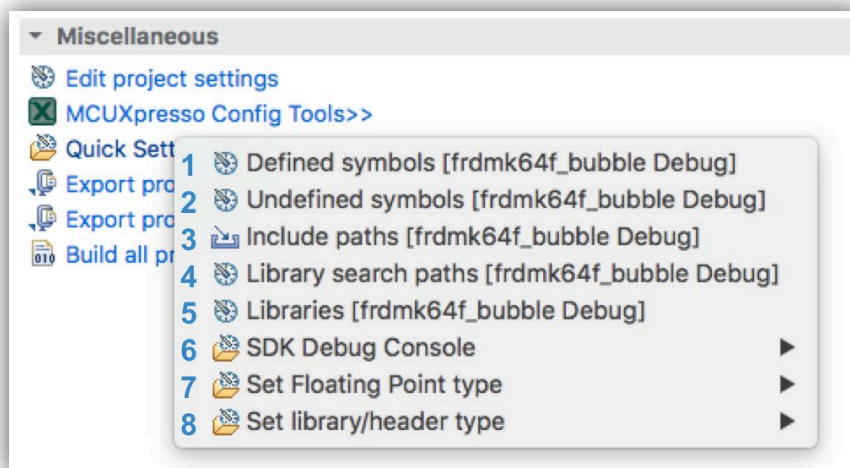 Miscellaneous
Edit project settings
MCUXpresso Config Tools>>
Quick Sett
Export pro
Export pro
Build all pr
1 Defined symbols [frdmk64f_bubble Debug]
2 Undefined symbols [frdmk64f_bubble Debug]
3 Include paths [frdmk64f_bubble Debug]
4 Library search paths [frdmk64f_bubble Debug]
5 Libraries [frdmk64f_bubble Debug]
6 SDK Debug Console
7 Set Floating Point type
8 Set library/header type